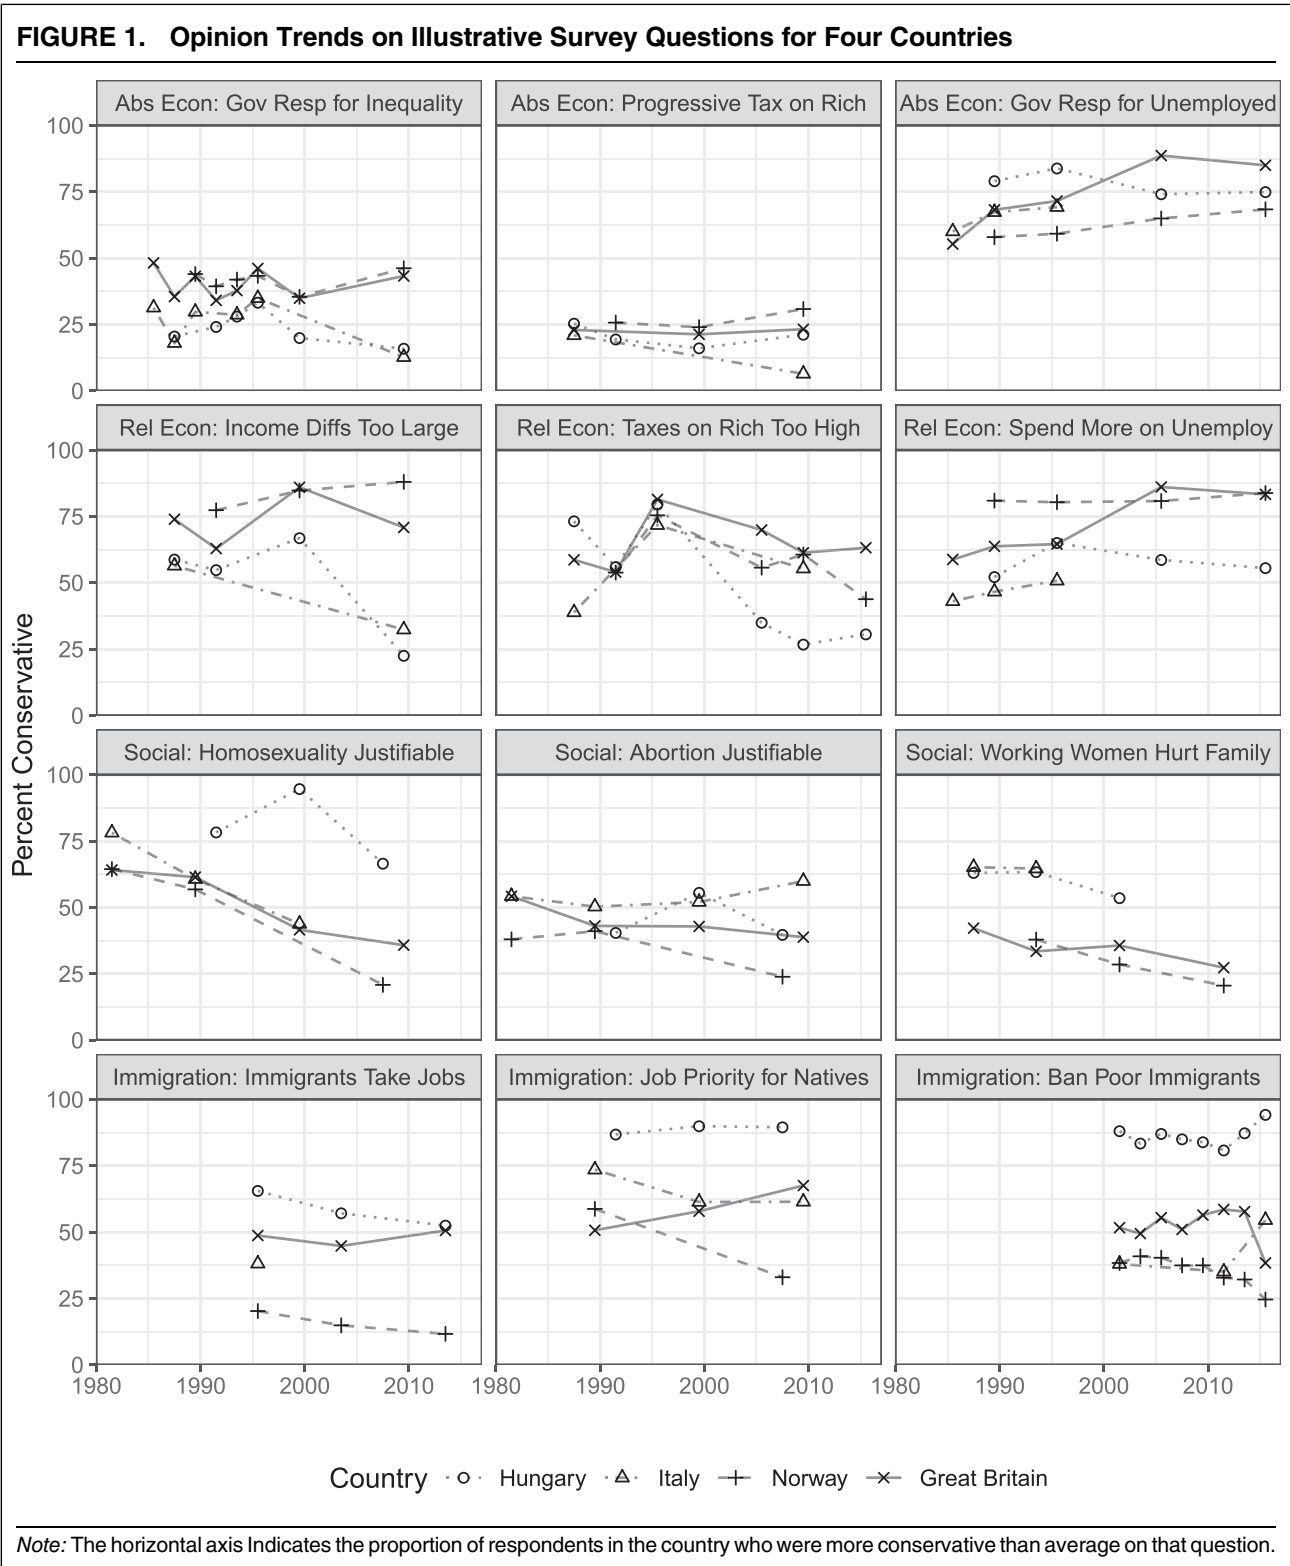 FIGURE 1. Opinion Trends on Illustrative Survey Questions for Four Countries
Abs Econ: Gov Resp for Inequality
Abs Econ: Progressive Tax on Rich
Abs Econ: Gov Resp for Unemployed
100
75
50
25
0
Rel Econ: Income Diffs Too Large
Rel Econ: Taxes on Rich Too High
Rel Econ: Spend More on Unemploy
100
75
50
25
0
Percent Conservative
Social: Homosexuality Justifiable
Social: Abortion Justifiable
Social: Working Women Hurt Family
100
75
50
25
0
Immigration: Immigrants Take Jobs
Immigration: Job Priority for Natives
Immigration: Ban Poor Immigrants
100
75
50
25
0
1980 1990 2000 2010
1980 1990 2000 2010
1980 1990 2000 2010
Country Hungary Italy Norway Great Britain
Note: The horizontal axis Indicates the proportion of respondents in the country who were more conservative than average on that question.